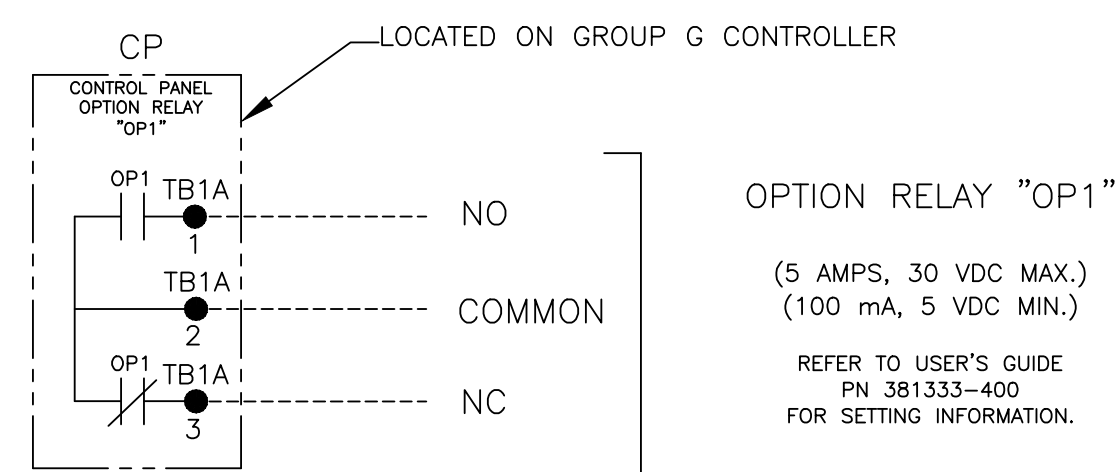 CP
LOCATED ON GROUP G CONTROLLER
CONTROL PANEL
OPTION RELAY
"OP1"
OP1
TB1A
1
NO
TB1A
2
COMMON
OP1
TB1A
3
NC
OPTION RELAY "OP1"
(5 AMPS, 30 VDC MAX.)
(100 mA, 5 VDC MIN.)
REFER TO USER'S GUIDE
PN 381333-400
FOR SETTING INFORMATION.